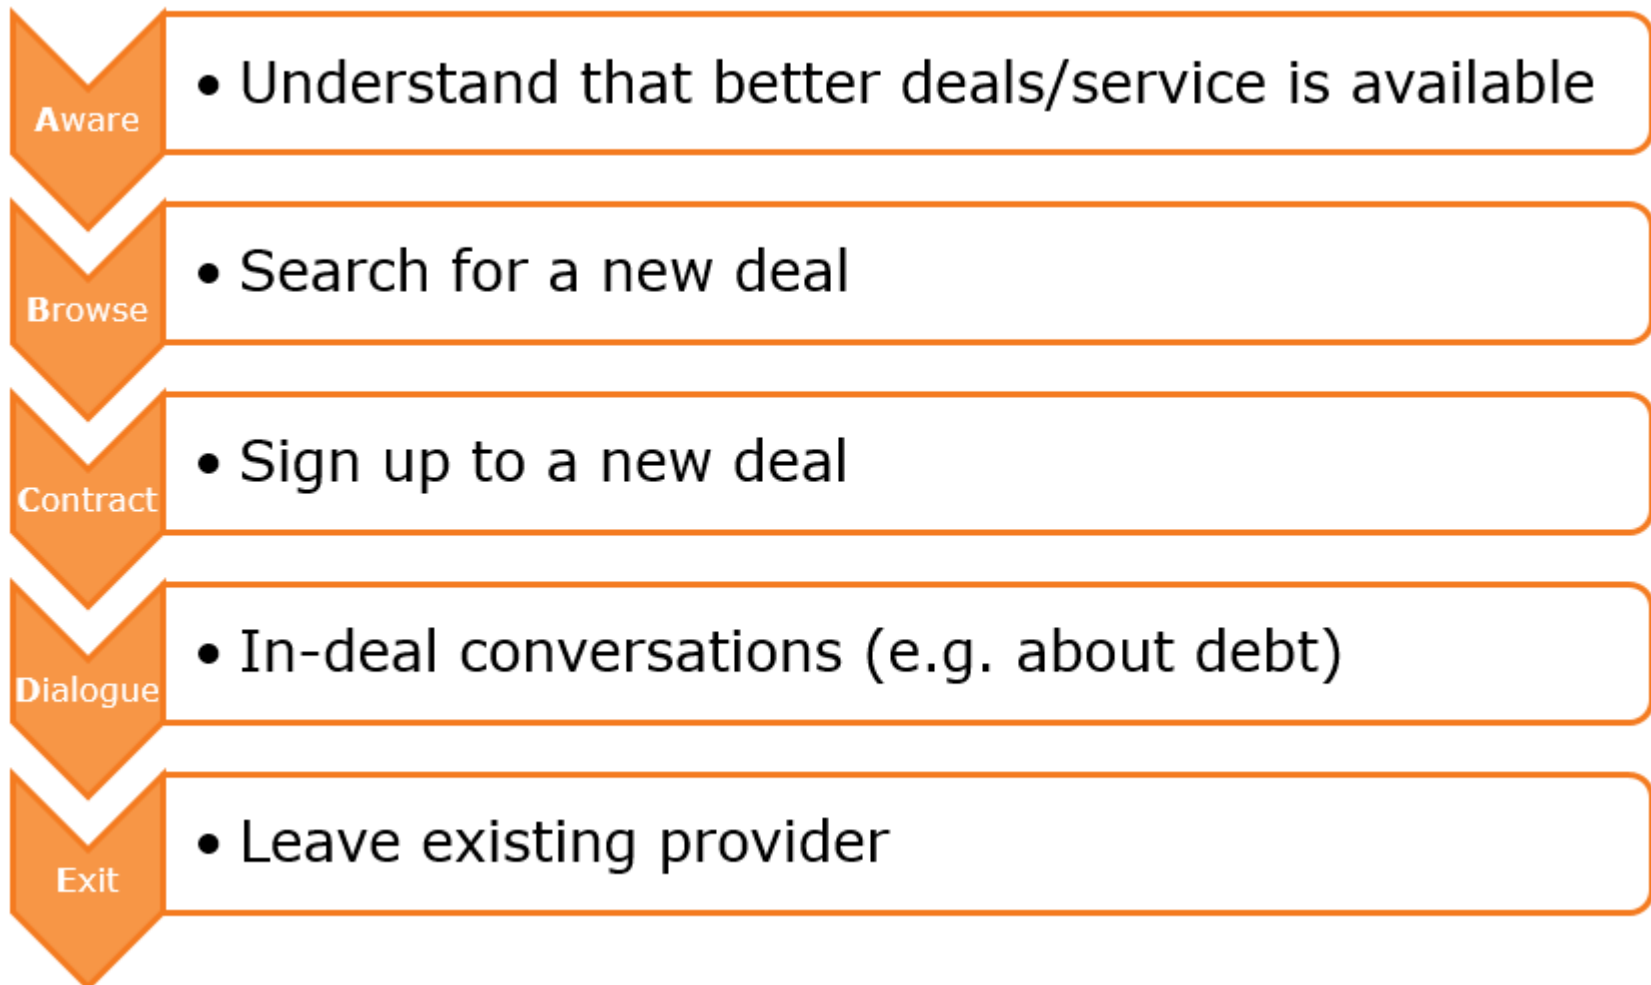 Aware
• Understand that better deals/service is available
Browse
• Search for a new deal
Contract
• Sign up to a new deal
Dialogue
• In-deal conversations (e.g. about debt)
Exit
• Leave existing provider